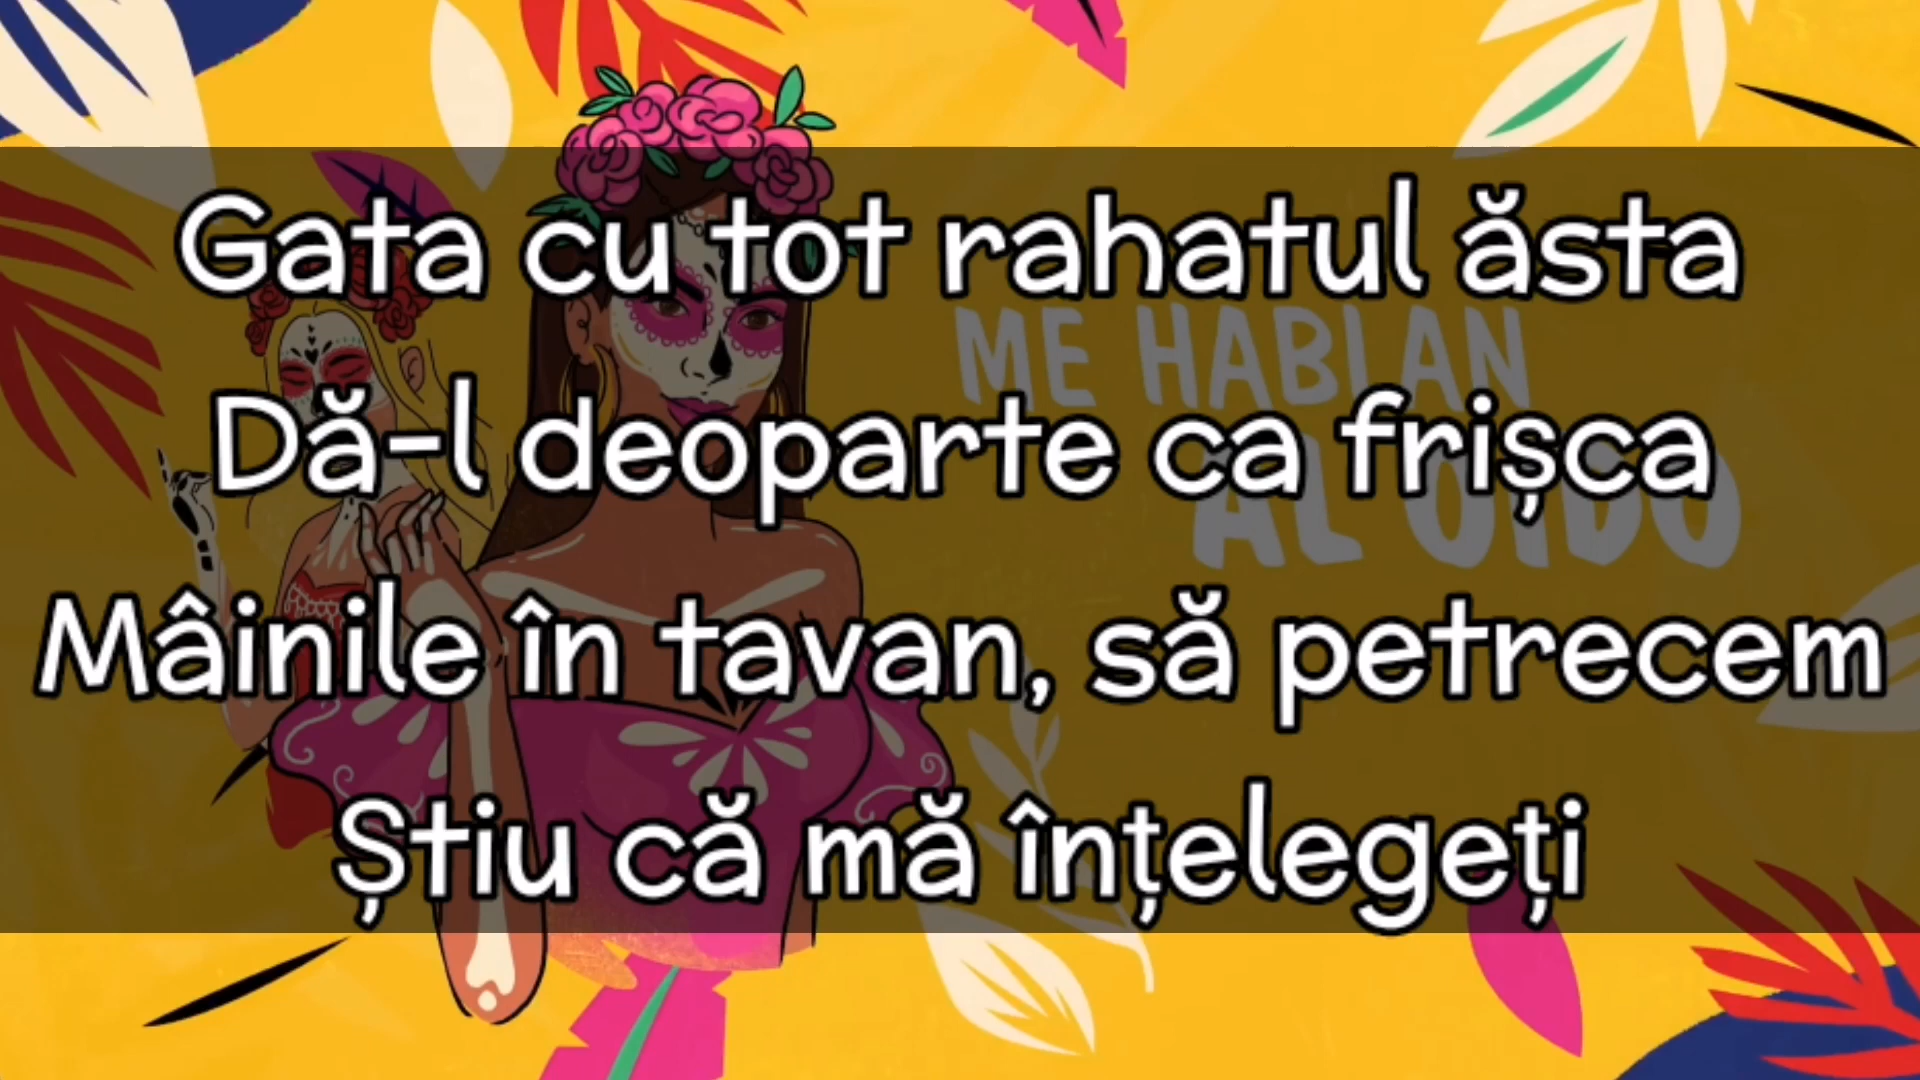 Gata cu tot rahatul ăsta
ME HABLAN
Dă-l deoparte ca frișca
AL OIDO
Mâinile în tavan, să petrecem
Știu că mă înțelegeți